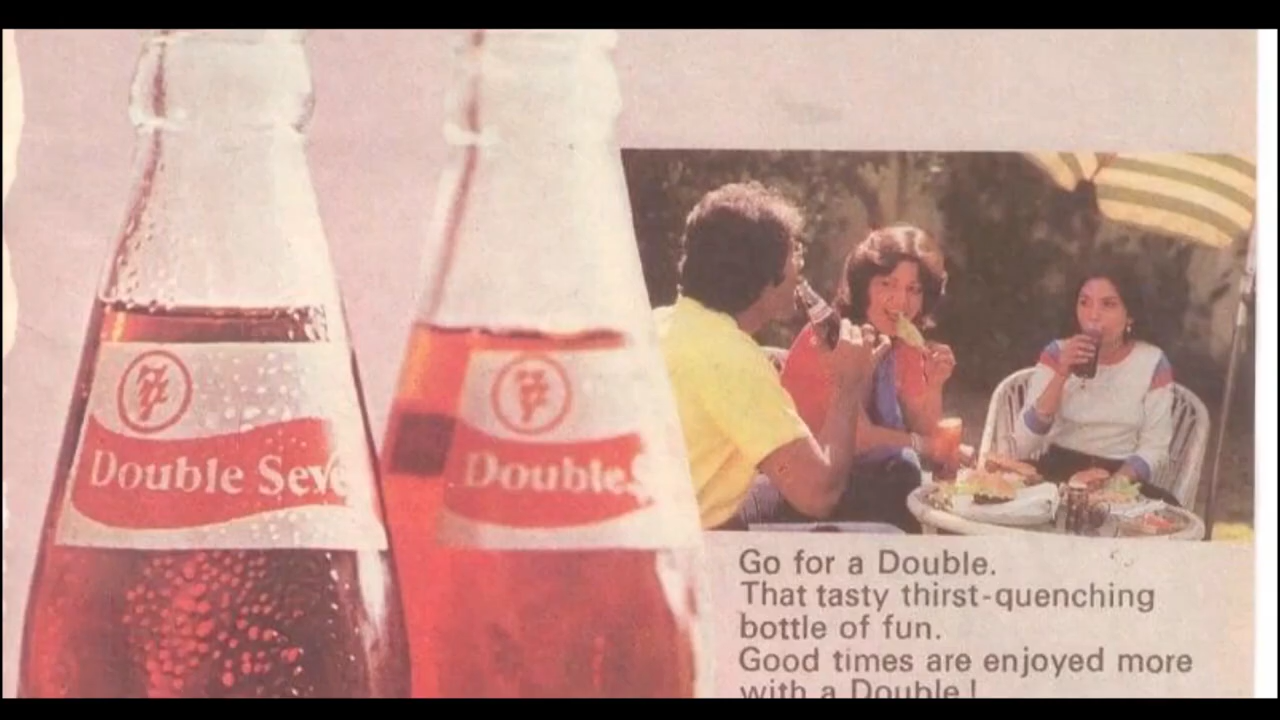 Double Seve
Double S
Go for a Double.
That tasty thirst-quenching
bottle of fun.
Good times are enjoyed more
with a Double!